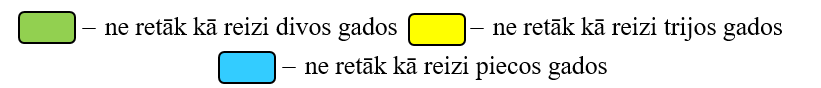 – ne retāk kā reizi divos gados – ne retāk kā reizi trijos gados
– ne retāk kā reizi piecos gados